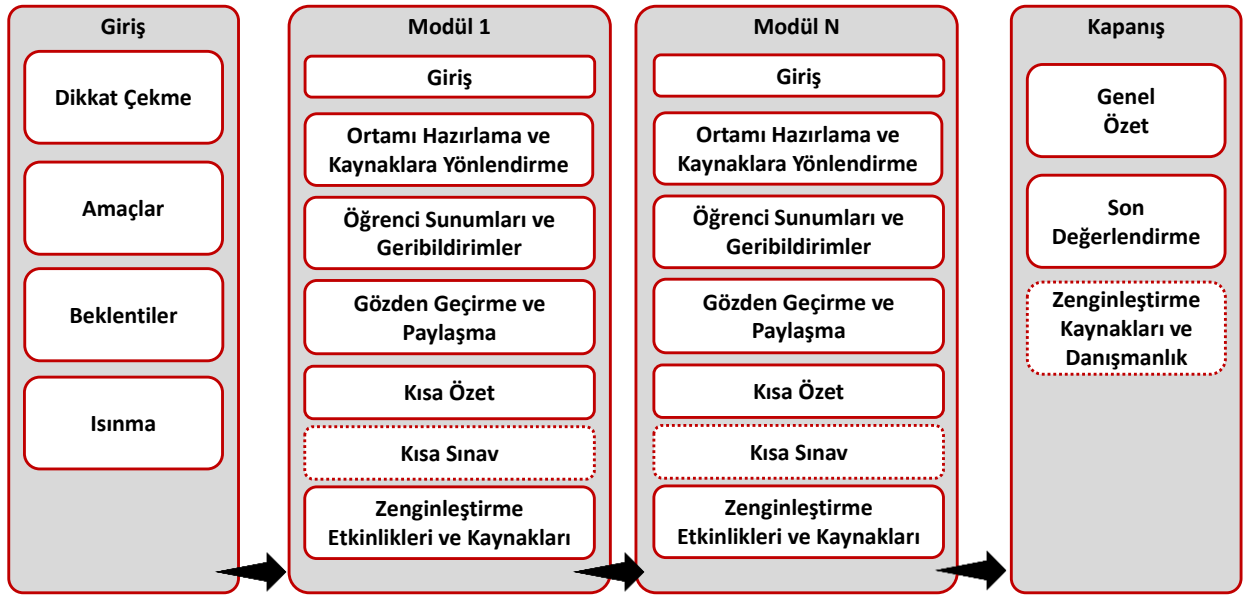 Giriş
Dikkat Çekme
Amaçlar
Beklentiler
Isınma
Modül 1
Giriş
Ortamı Hazırlama ve
Kaynaklara Yönlendirme
Öğrenci Sunumları ve
Geribildirimler
Gözden Geçirme ve
Paylaşma
Kısa Özet
Kısa Sınav
Zenginleştirme
Etkinlikleri ve Kaynakları
Modül N
Giriş
Ortamı Hazırlama ve
Kaynaklara Yönlendirme
Öğrenci Sunumları ve
Geribildirimler
Gözden Geçirme ve
Paylaşma
Kısa Özet
Kısa Sınav
Zenginleştirme
Etkinlikleri ve Kaynakları
Kapanış
Genel
Özet
Son
Değerlendirme
Zenginleştirme
Kaynakları ve
Danışmanlık